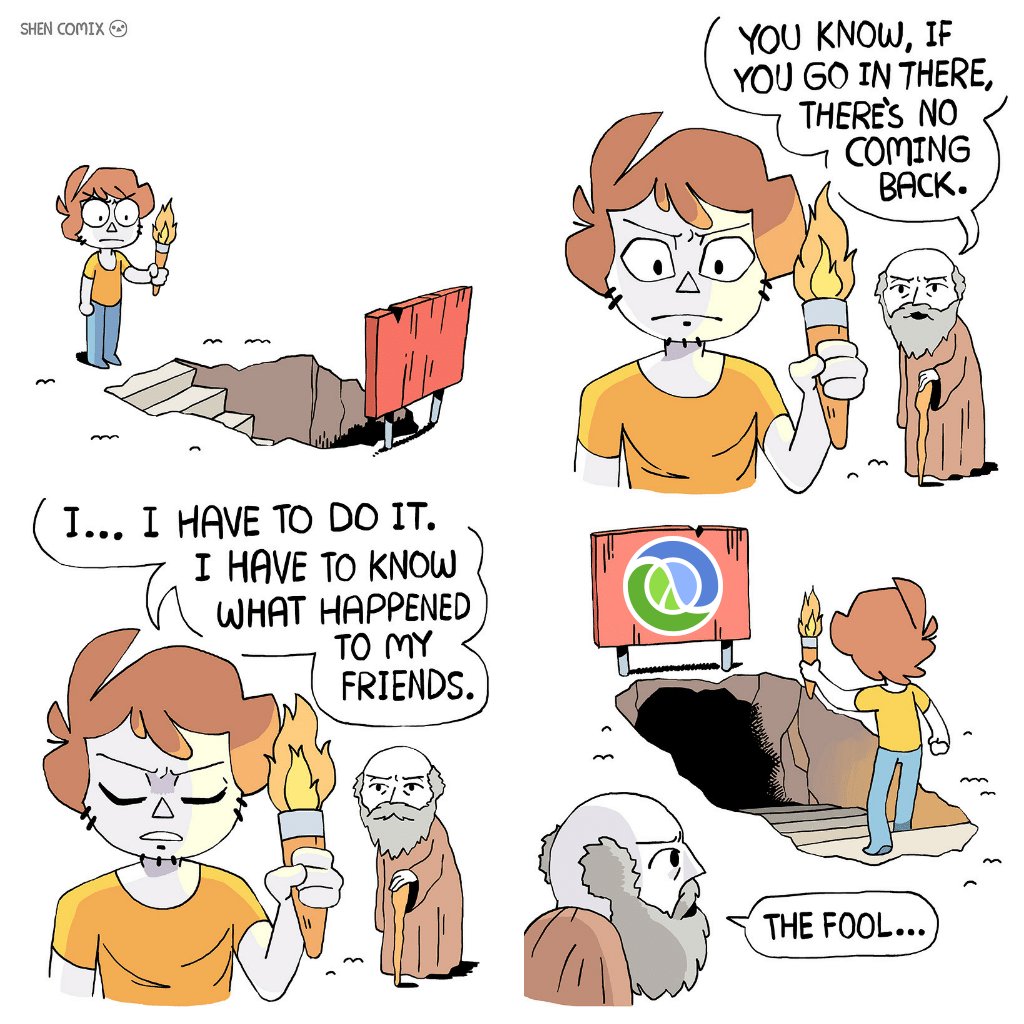 SHEN COMIX
YOU KNOW, IF
YOU GO IN THERE,
THERE'S NO
COMING
BACK.
I... I HAVE TO DO IT.
I HAVE TO KNOW
WHAT HAPPENED
TO MY
FRIENDS.
THE FOOL...